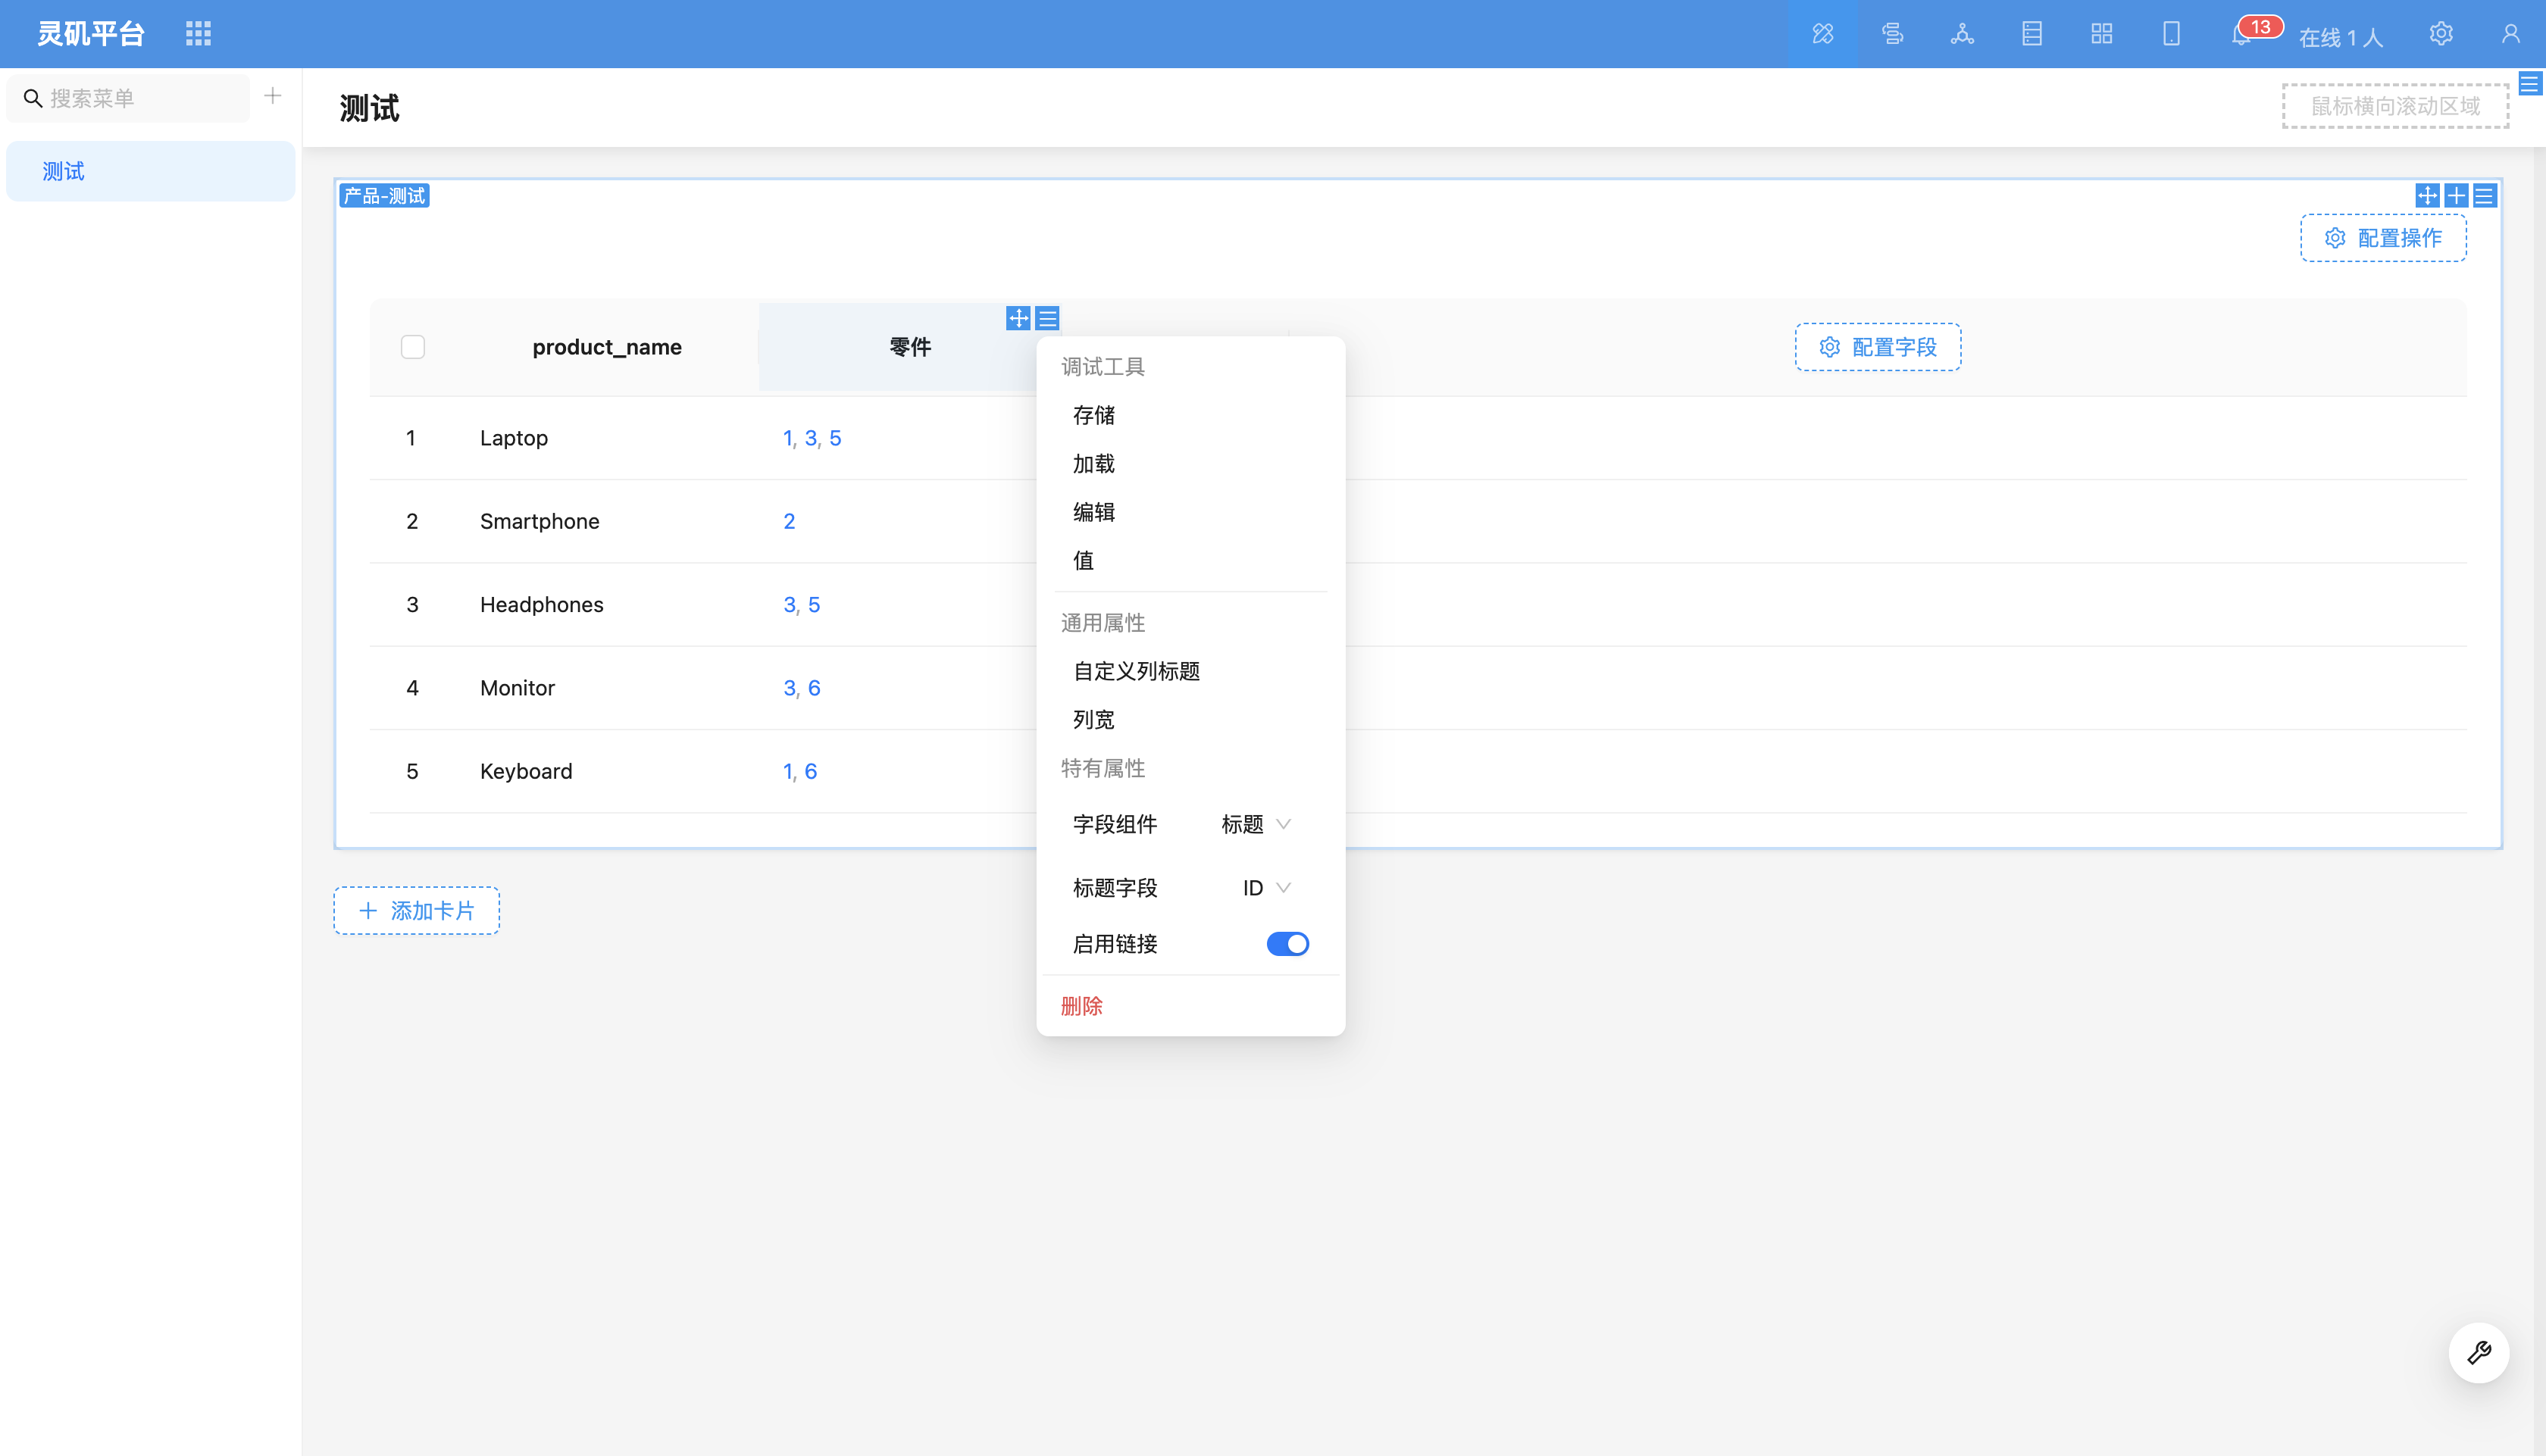 灵矶平台
13
在线 1 人
搜索菜单
测试
测试
鼠标横向滚动区域
产品-测试
配置操作
product_name
零件
配置字段
1
Laptop
1, 3, 5
2
Smartphone
2
3
Headphones
3, 5
4
Monitor
3, 6
5
Keyboard
1, 6
调试工具
存储
加载
编辑
值
通用属性
自定义列标题
列宽
特有属性
字段组件 标题
标题字段 ID
启用链接
删除
添加卡片